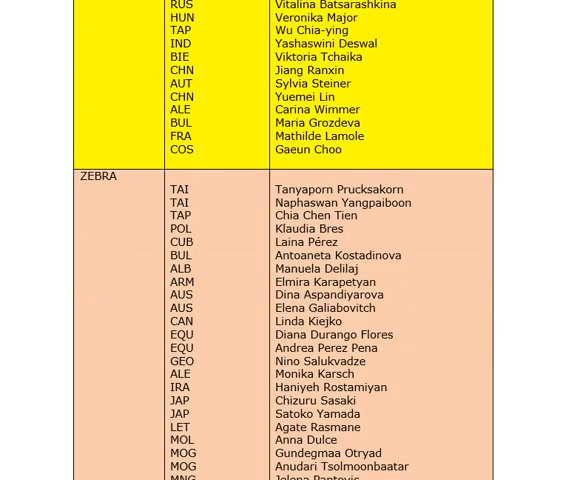 RUS Vitalina Batsarashkina
HUN Veronika Major
TAP Wu Chia-ying
IND Yashaswini Deswal
BIE Viktoria Tchaika
CHN Jiang Ranxin
AUT Sylvia Steiner
CHN Yuemei Lin
ALE Carina Wimmer
BUL Maria Grozdeva
FRA Mathilde Lamole
COS Gaeun Choo
ZEBRA
TAI Tanyaporn Prucksakorn
TAI Naphaswan Yangpaiboon
TAP Chia Chen Tien
POL Klaudia Bres
CUB Laina Pérez
BUL Antoaneta Kostadinova
ALB Manuela Delilaj
ARM Elmira Karapetyan
AUS Dina Aspandiyarova
AUS Elena Galiabovitch
CAN Linda Kiejko
EQU Diana Durango Flores
EQU Andrea Perez Pena
GEO Nino Salukvadze
ALE Monika Karsch
IRA Haniyeh Rostamiyan
JAP Chizuru Sasaki
JAP Satoko Yamada
LET Agate Rasmane
MOL Anna Dulce
MOG Gundegmaa Otryad
MOG Anudari Tsolmoonbaatar
MNG Jelena Pantovic